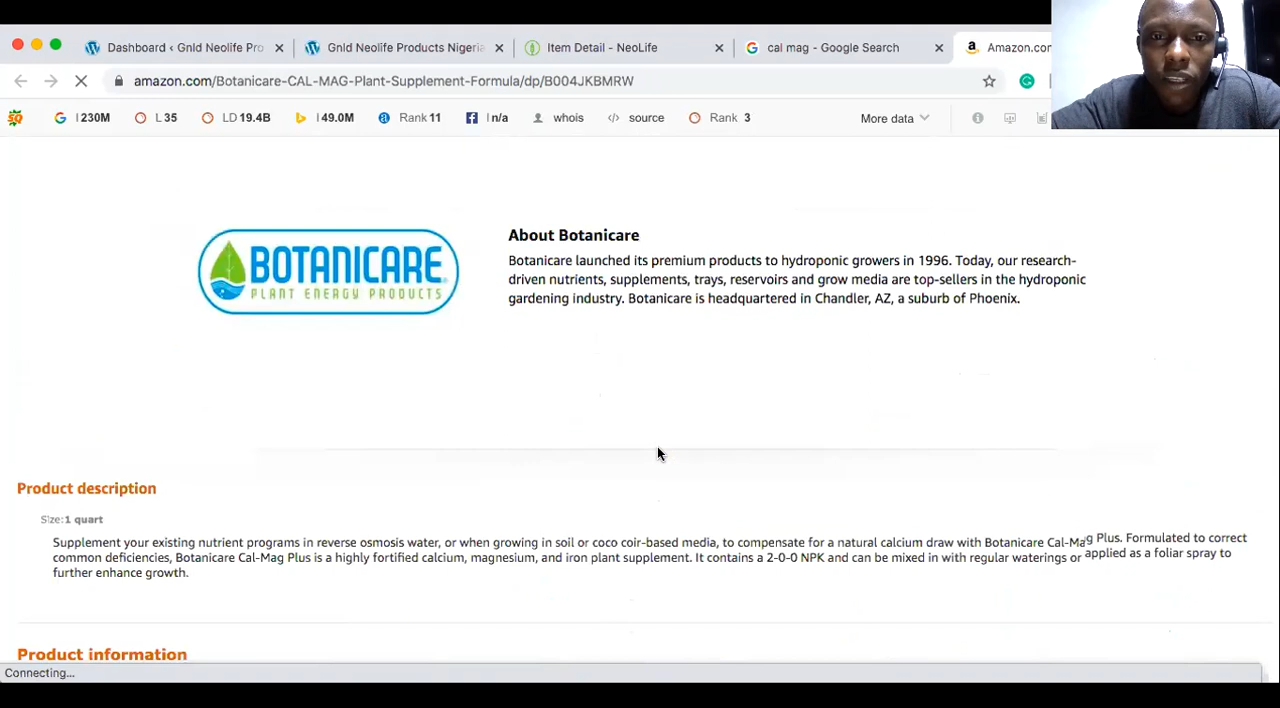 Dashboard < Gnld Neolife Pro
Gnld Neolife Products Nigeria
Item Detail - NeoLife
cal mag - Google Search
Amazon.co
amazon.com/Botanicare-CAL-MAG-Plant-Supplement-Formula/dp/B004JKBMRW
SQ
I 230M
L 35
LD 19.4B
I 49.0M
Rank 11
I n/a
whois
source
Rank 3
More data
BOTANICARE
PLANT ENERGY PRODUCTS
About Botanicare
Botanicare launched its premium products to hydroponic growers in 1996. Today, our research-
driven nutrients, supplements, trays, reservoirs and grow media are top-sellers in the hydroponic
gardening industry. Botanicare is headquartered in Chandler, AZ, a suburb of Phoenix.
Product description
Size:1 quart
Supplement your existing nutrient programs in reverse osmosis water, or when growing in soil or coco coir-based media, to compensate for a natural calcium draw with Botanicare Cal-Mag Plus. Formulated to correct
common deficiencies, Botanicare Cal-Mag Plus is a highly fortified calcium, magnesium, and iron plant supplement. It contains a 2-0-0 NPK and can be mixed in with regular waterings or applied as a foliar spray to
further enhance growth.
Product information
Connecting...